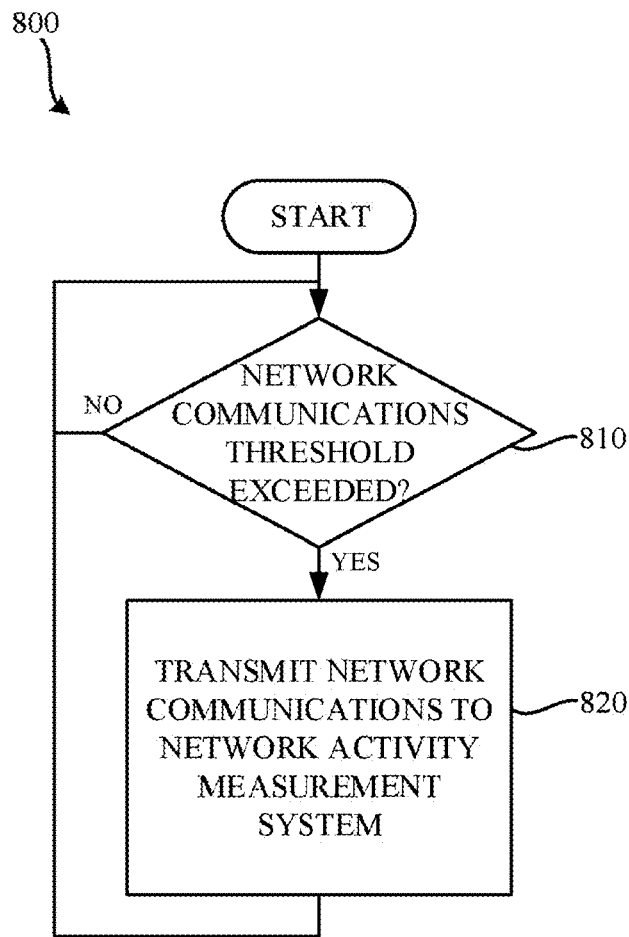 800
START
NETWORK
COMMUNICATIONS
THRESHOLD
EXCEEDED?
NO
810
YES
TRANSMIT NETWORK
COMMUNICATIONS TO
NETWORK ACTIVITY
MEASUREMENT
SYSTEM
820